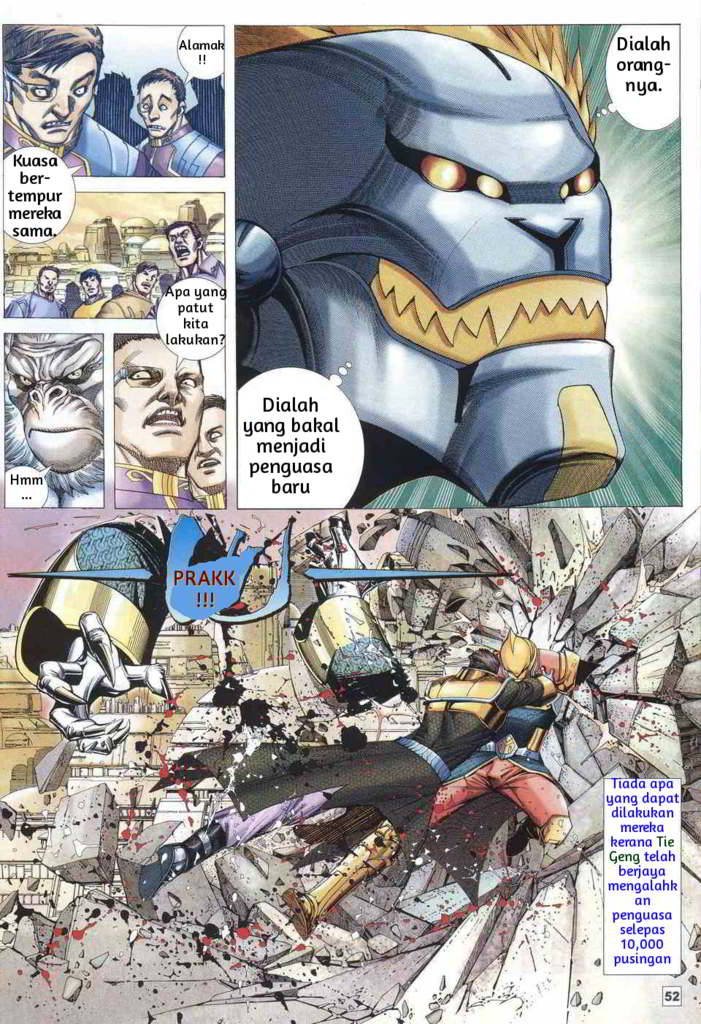 Alamak
!!
Kuasa
ber-
tempur
mereka
sama.
Apa yang
patut
kita
lakukan?
Hmm
...
Dialah
orang-
nya.
Dialah
yang bakal
menjadi
penguasa
baru
PRAKK
!!!
Tiada apa
yang dapat
dilakukan
mereka
kerana Tie
Geng telah
berjaya
mengalahk
an
penguasa
selepas
10,000
pusingan
52